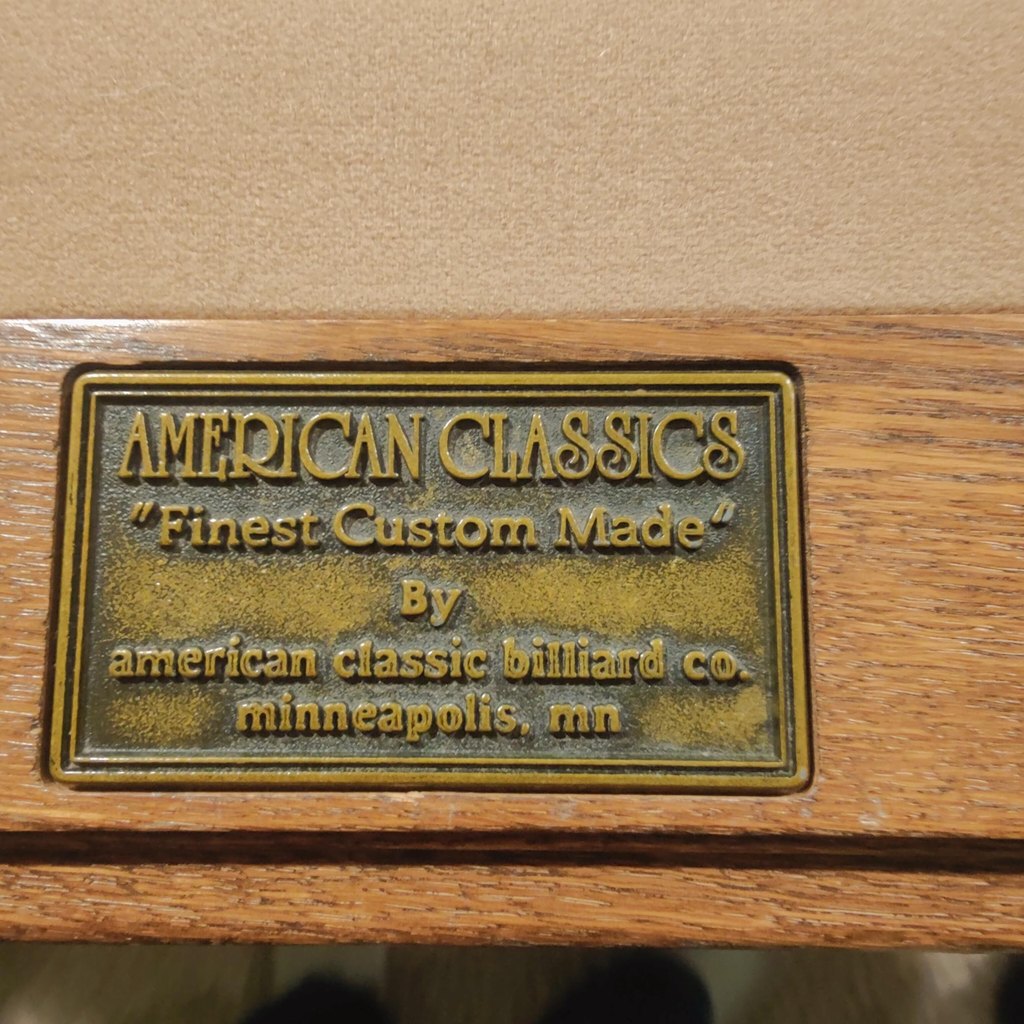 AMERICAN CLASSICS
"Finest Custom Made"
By
american classic billiard co.
minneapolis, mn